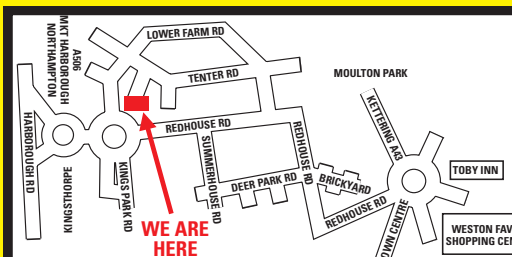 LOWER FARM RD
A506
MKT HARBOROUGH
NORTHAMPTON
TENTER RD
MOULTON PARK
KETTERING A43
HARBOROUGH RD
REDHOUSE RD
REDHOUSE RD
SUMMERHOUSE RD
KINGS PARK RD
KINGSTHORPE
DEER PARK RD
BRICKYARD
TOBY INN
REDHOUSE RD
OWN CENTRE
WE ARE
HERE
WESTON FAV
SHOPPING CEN